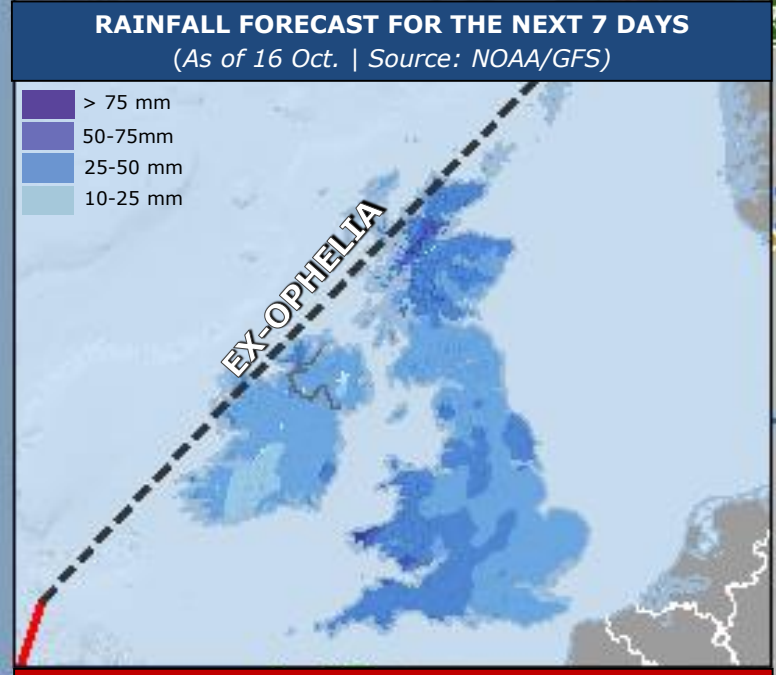 RAINFALL FORECAST FOR THE NEXT 7 DAYS
(As of 16 Oct. | Source: NOAA/GFS)
> 75 mm
50-75mm
25-50 mm
10-25 mm
EX-OPHELIA